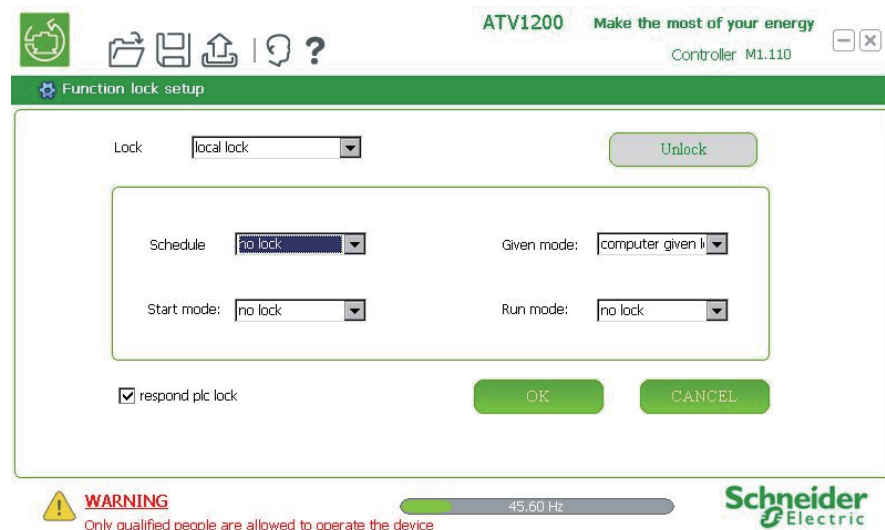 ATV1200 Make the most of your energy
Controller M1.110
?
Function lock setup
Lock local lock Unlock
Schedule no lock Given mode: computer given
Start mode: no lock Run mode: no lock
respond plc lock OK CANCEL
WARNING
Only qualified people are allowed to operate the device
45.60 Hz
Schneider
Electric